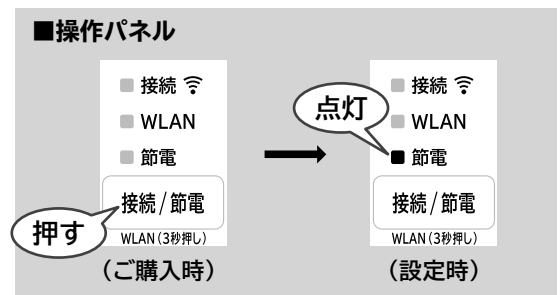 ■操作パネル
接続
WLAN
節電
接続/節電
押す
WLAN(3秒押し)
(ご購入時)
接続
点灯
WLAN
節電
接続/節電
WLAN(3秒押し)
(設定時)